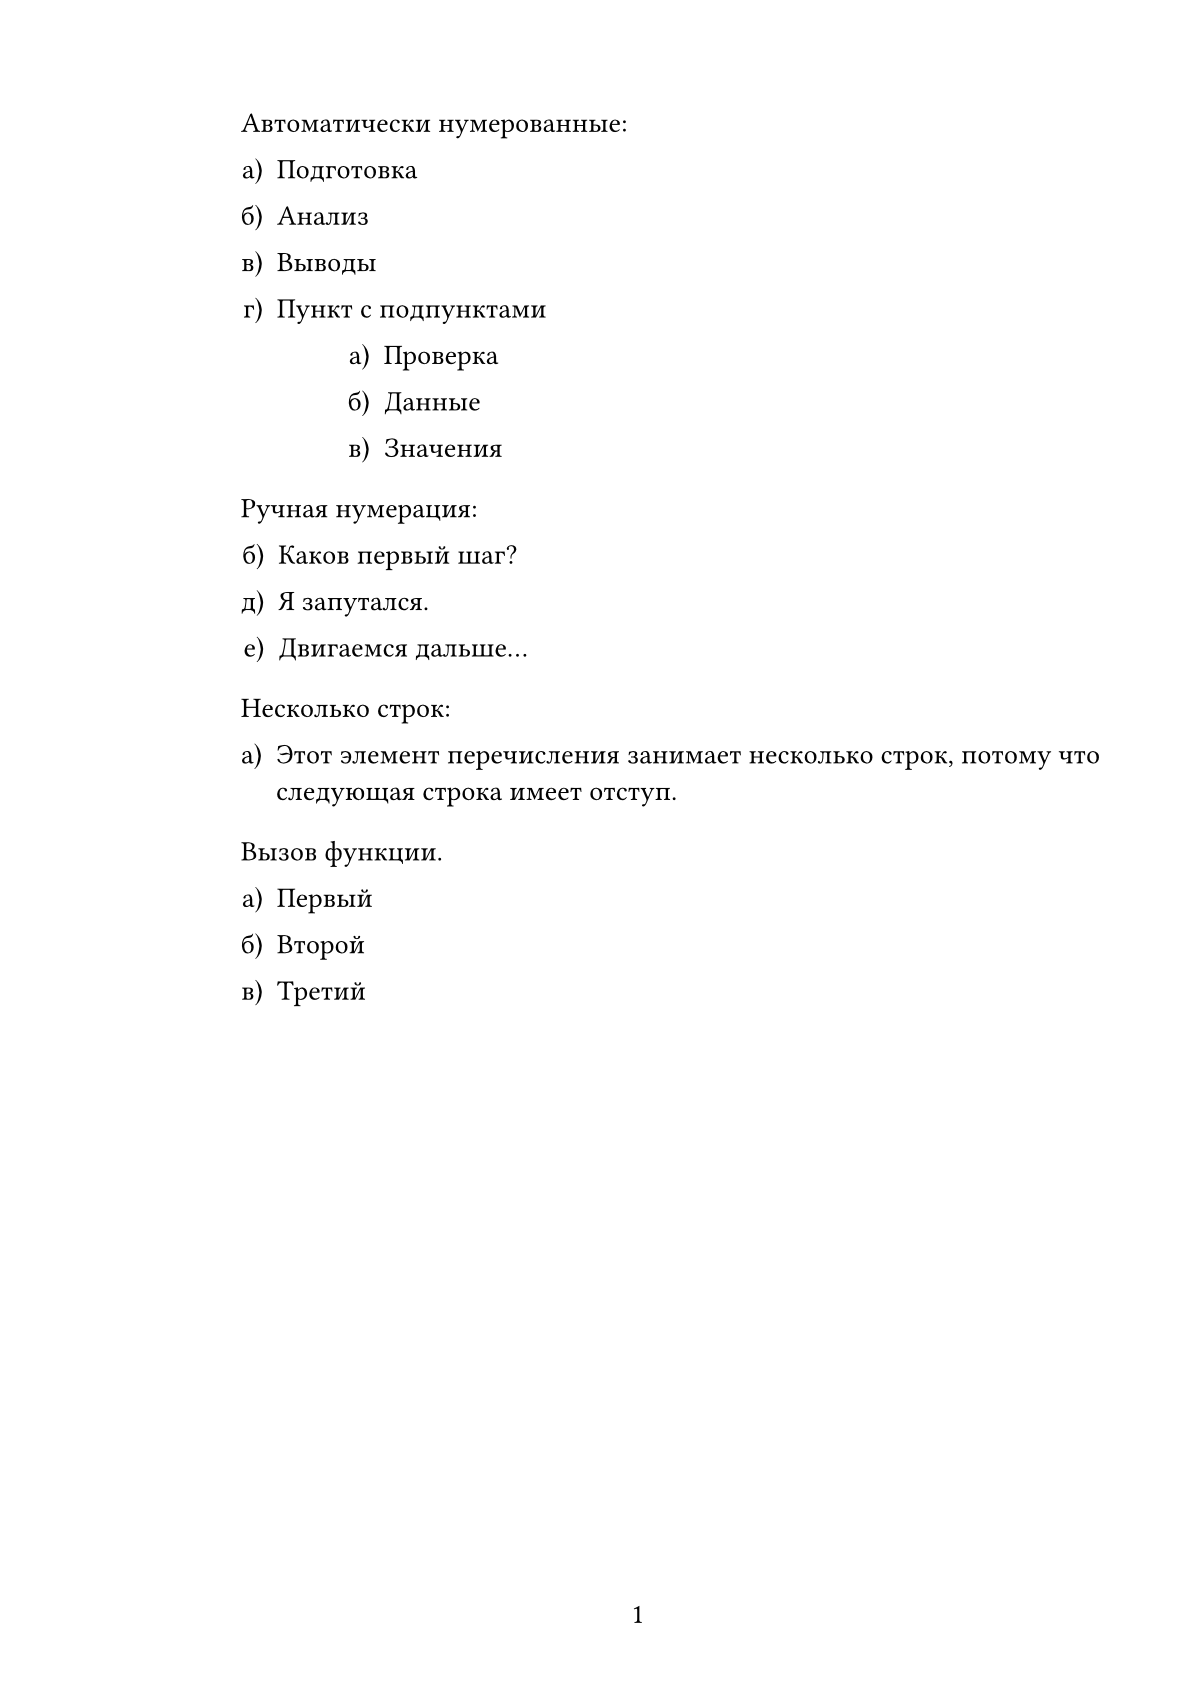 Автоматически нумерованные:
а) Подготовка
б) Анализ
в) Выводы
г) Пункт с подпунктами
а) Проверка
б) Данные
в) Значения
Ручная нумерация:
б) Каков первый шаг?
д) Я запутался.
е) Двигаемся дальше…
Несколько строк:
а) Этот элемент перечисления занимает несколько строк, потому что
следующая строка имеет отступ.
Вызов функции.
а) Первый
б) Второй
в) Третий
1